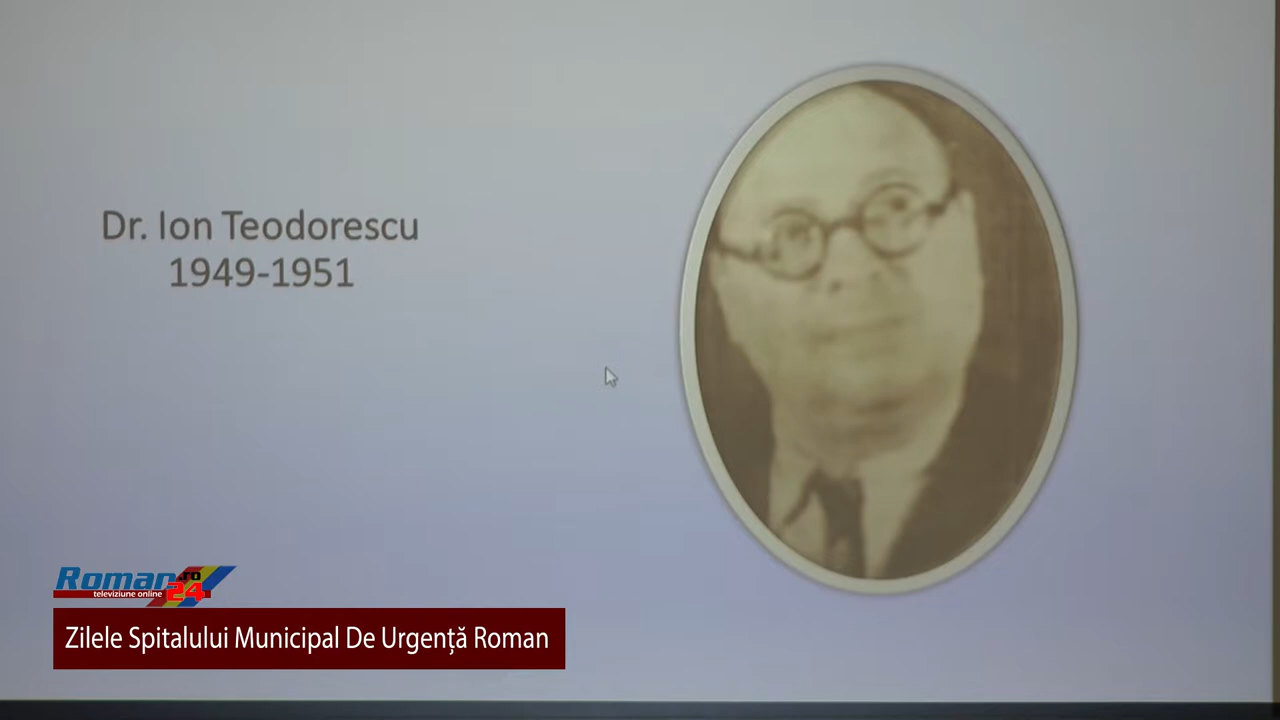 Dr. Ion Teodorescu
1949-1951
Roman .ro
24
televiziune online
Zilele Spitalului Municipal De Urgență Roman